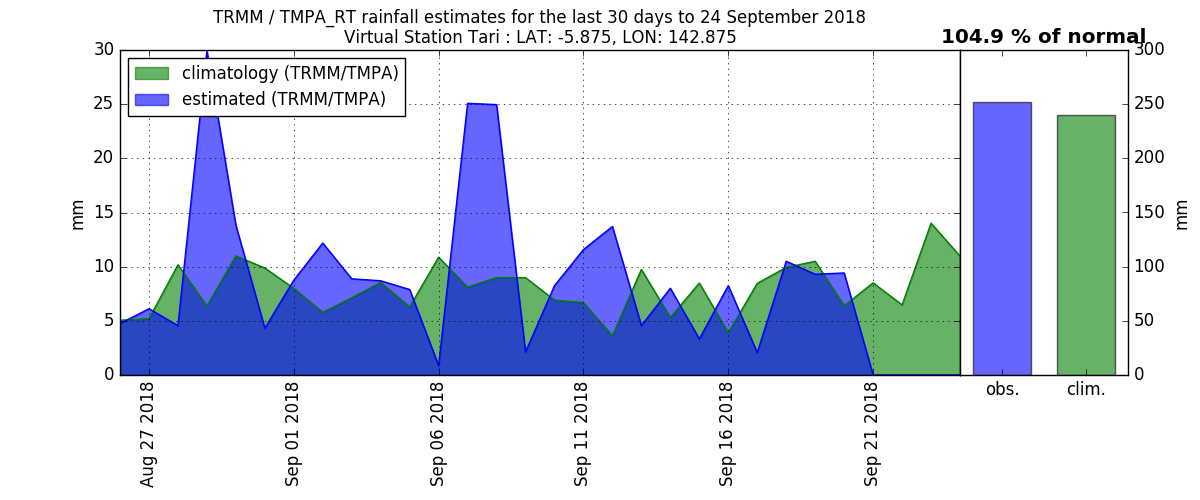 TRMM / TMPA_RT rainfall estimates for the last 30 days to 24 September 2018
Virtual Station Tari : LAT: -5.875, LON: 142.875
104.9 % of normal
climatology (TRMM/TMPA)
estimated (TRMM/TMPA)
30
25
20
15
10
5
0
mm
Aug 27 2018
Sep 01 2018
Sep 06 2018
Sep 11 2018
Sep 16 2018
Sep 21 2018
300
250
200
150
100
50
0
mm
obs.
clim.